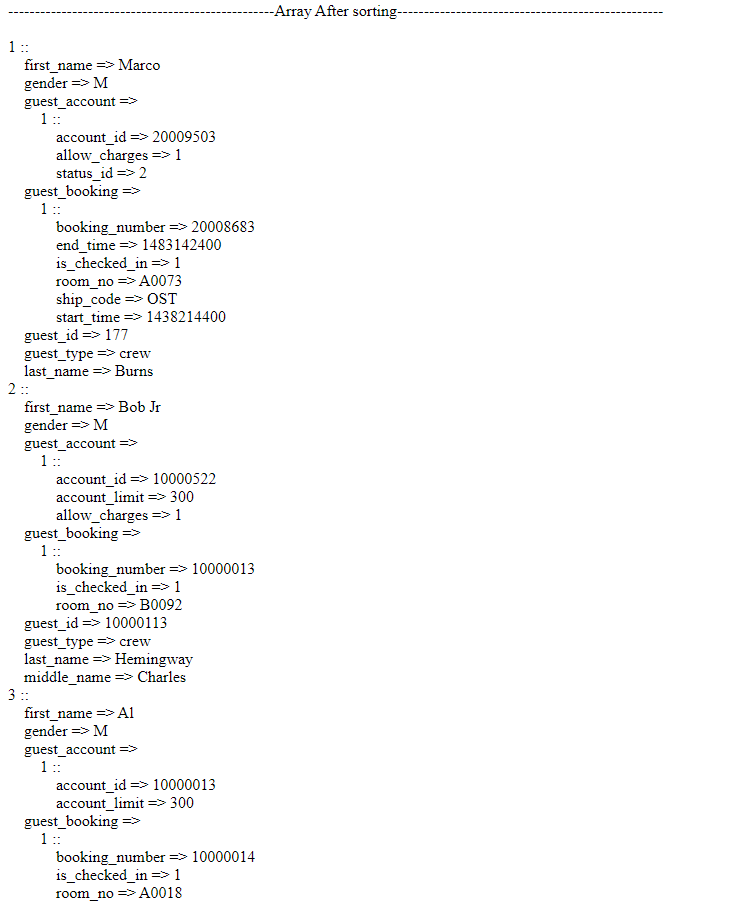 --------------------------------------------------Array After sorting--------------------------------------------------
1 ::
first_name => Marco
gender => M
guest_account =>
1 ::
account_id => 20009503
allow_charges => 1
status_id => 2
guest_booking =>
1 ::
booking_number => 20008683
end_time => 1483142400
is_checked_in => 1
room_no => A0073
ship_code => OST
start_time => 1438214400
guest_id => 177
guest_type => crew
last_name => Burns
2 ::
first_name => Bob Jr
gender => M
guest_account =>
1 ::
account_id => 10000522
account_limit => 300
allow_charges => 1
guest_booking =>
1 ::
booking_number => 10000013
is_checked_in => 1
room_no => B0092
guest_id => 10000113
guest_type => crew
last_name => Hemingway
middle_name => Charles
3 ::
first_name => Al
gender => M
guest_account =>
1 ::
account_id => 10000013
account_limit => 300
guest_booking =>
1 ::
booking_number => 10000014
is_checked_in => 1
room_no => A0018